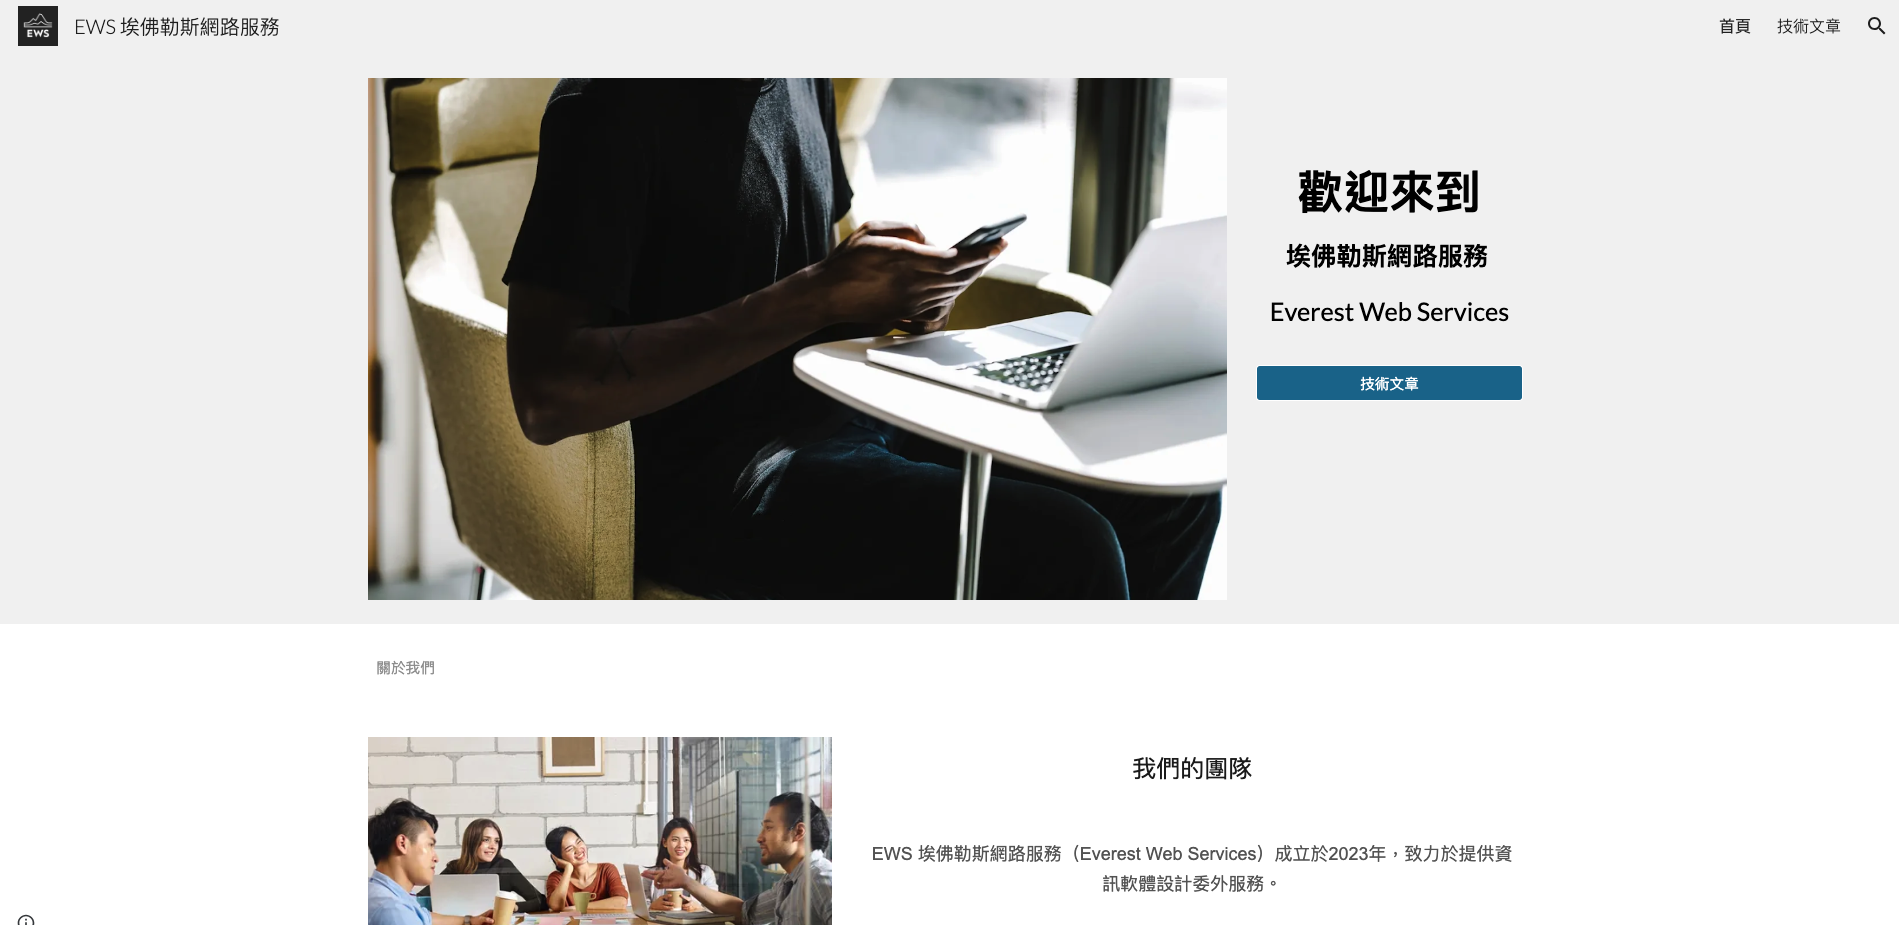 EWS
EWS 埃佛勒斯網路服務
首頁
技術文章
歡迎來到
埃佛勒斯網路服務
Everest Web Services
技術文章
關於我們
我們的團隊
EWS 埃佛勒斯網路服務（Everest Web Services）成立於2023年，致力於提供資
訊軟體設計委外服務。